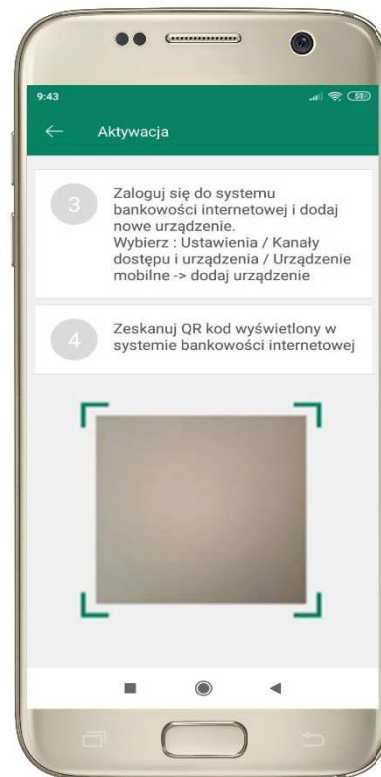 9:43
51
Aktywacja
3
Zaloguj się do systemu
bankowości internetowej i dodaj
nowe urządzenie.
Wybierz : Ustawienia / Kanały
dostępu i urządzenia / Urządzenie
mobilne -> dodaj urządzenie
4
Zeskanuj QR kod wyświetlony w
systemie bankowości internetowej